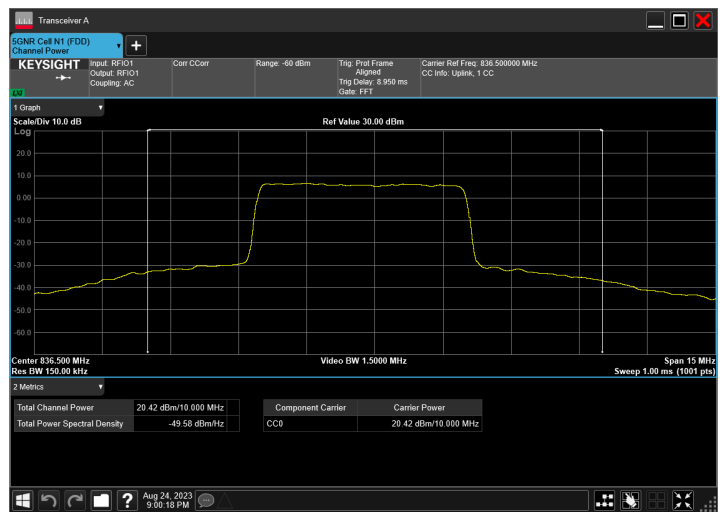 Transceiver A
5GNR Cell N1 (FDD)
Channel Power
KEYSIGHT
LXI
Input: RFIO1
Output: RFIO1
Coupling: AC
Corr CCorr
Range: -60 dBm
Trig: Prot Frame
Aligned
Trig Delay: 8.950 ms
Gate: FFT
Carrier Ref Freq: 836.500000 MHz
CC Info: Uplink, 1 CC
1 Graph
Scale/Div 10.0 dB
Ref Value 30.00 dBm
Log
20.0
10.0
0.00
-10.0
-20.0
-30.0
-40.0
-50.0
-60.0
Center 836.500 MHz
Video BW 1.5000 MHz
Span 15 MHz
Res BW 150.00 kHz
Sweep 1.00 ms (1001 pts)
2 Metrics
Total Channel Power 20.42 dBm/10.000 MHz
Total Power Spectral Density -49.58 dBm/Hz
Component Carrier Carrier Power
CC0 20.42 dBm/10.000 MHz
? Aug 24, 2023
9:00:18 PM